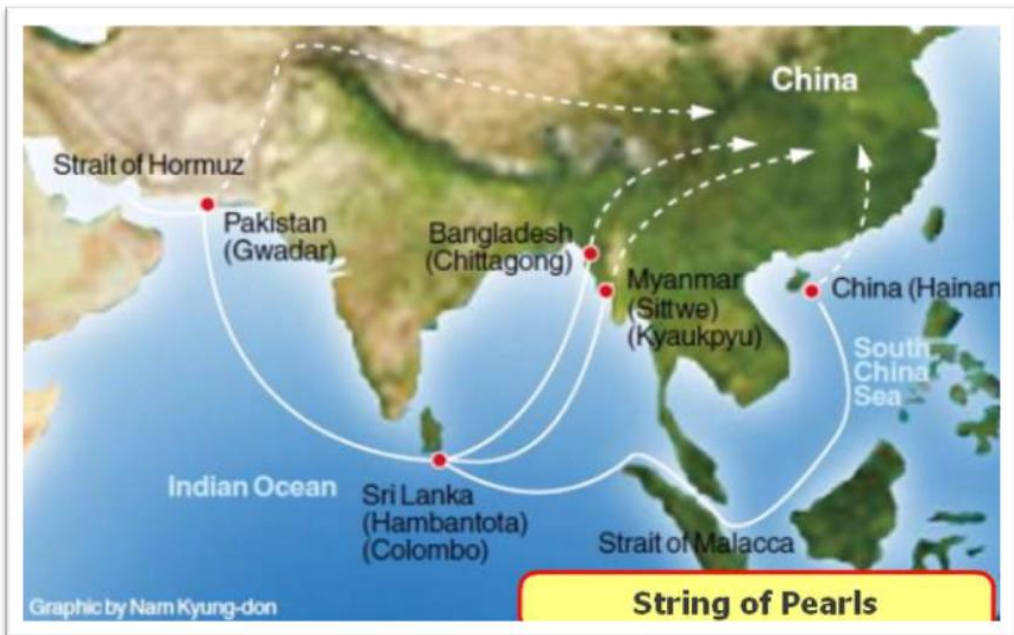 China
Strait of Hormuz
Pakistan
(Gwadar)
Bangladesh
(Chittagong)
Myanmar
(Sittwe)
(Kyaukpyu)
China (Hainan
South
China
Sea
Indian Ocean
Sri Lanka
(Hambantota)
(Colombo)
Strait of Malacca
Graphic by Nam Kyung-don
String of Pearls